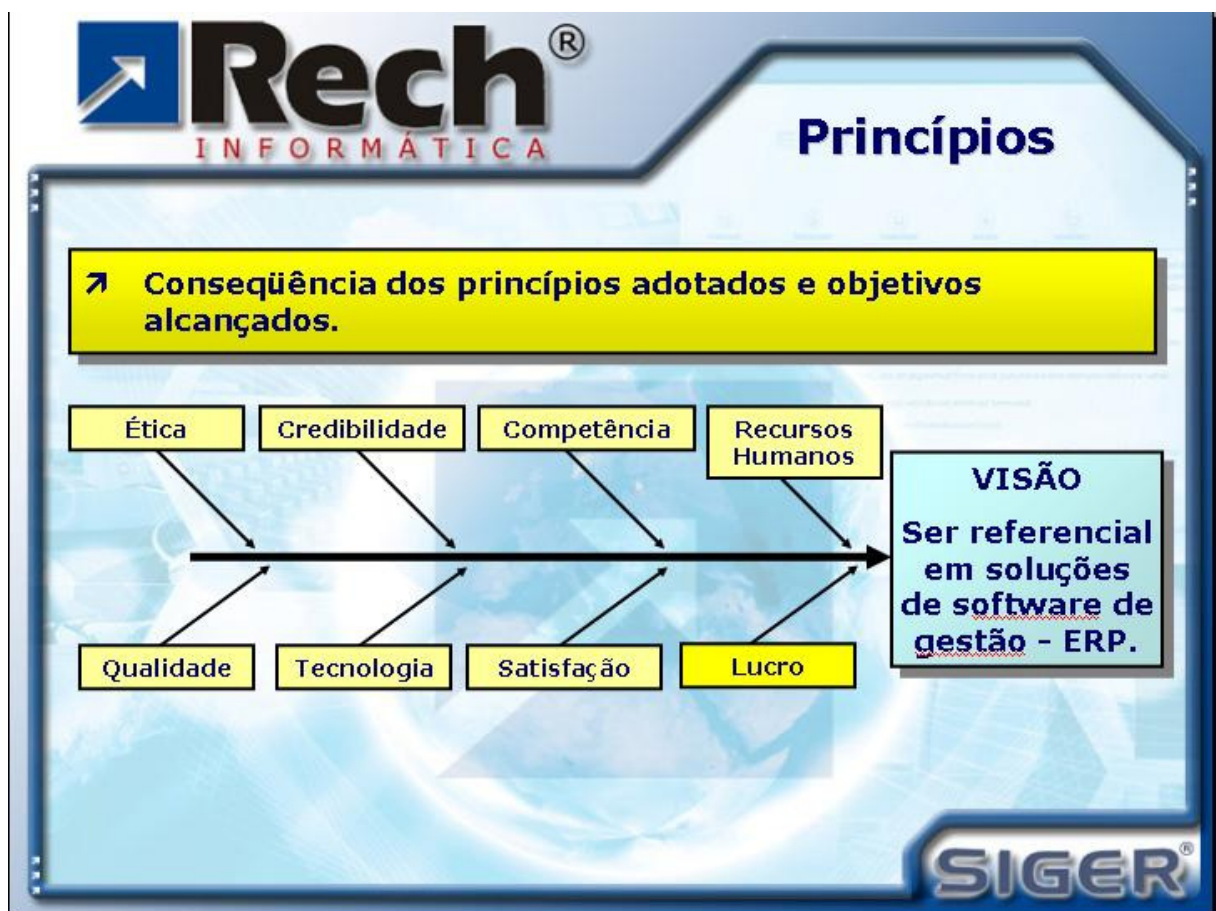 Rech®
INFORMÁTICA
Princípios
Conseqüência dos princípios adotados e objetivos
alcançados.
Ética
Credibilidade
Competência
Recursos
Humanos
VISÃO
Ser referencial
em soluções
de software de
gestão - ERP.
Qualidade
Tecnologia
Satisfação
Lucro
SIGER®